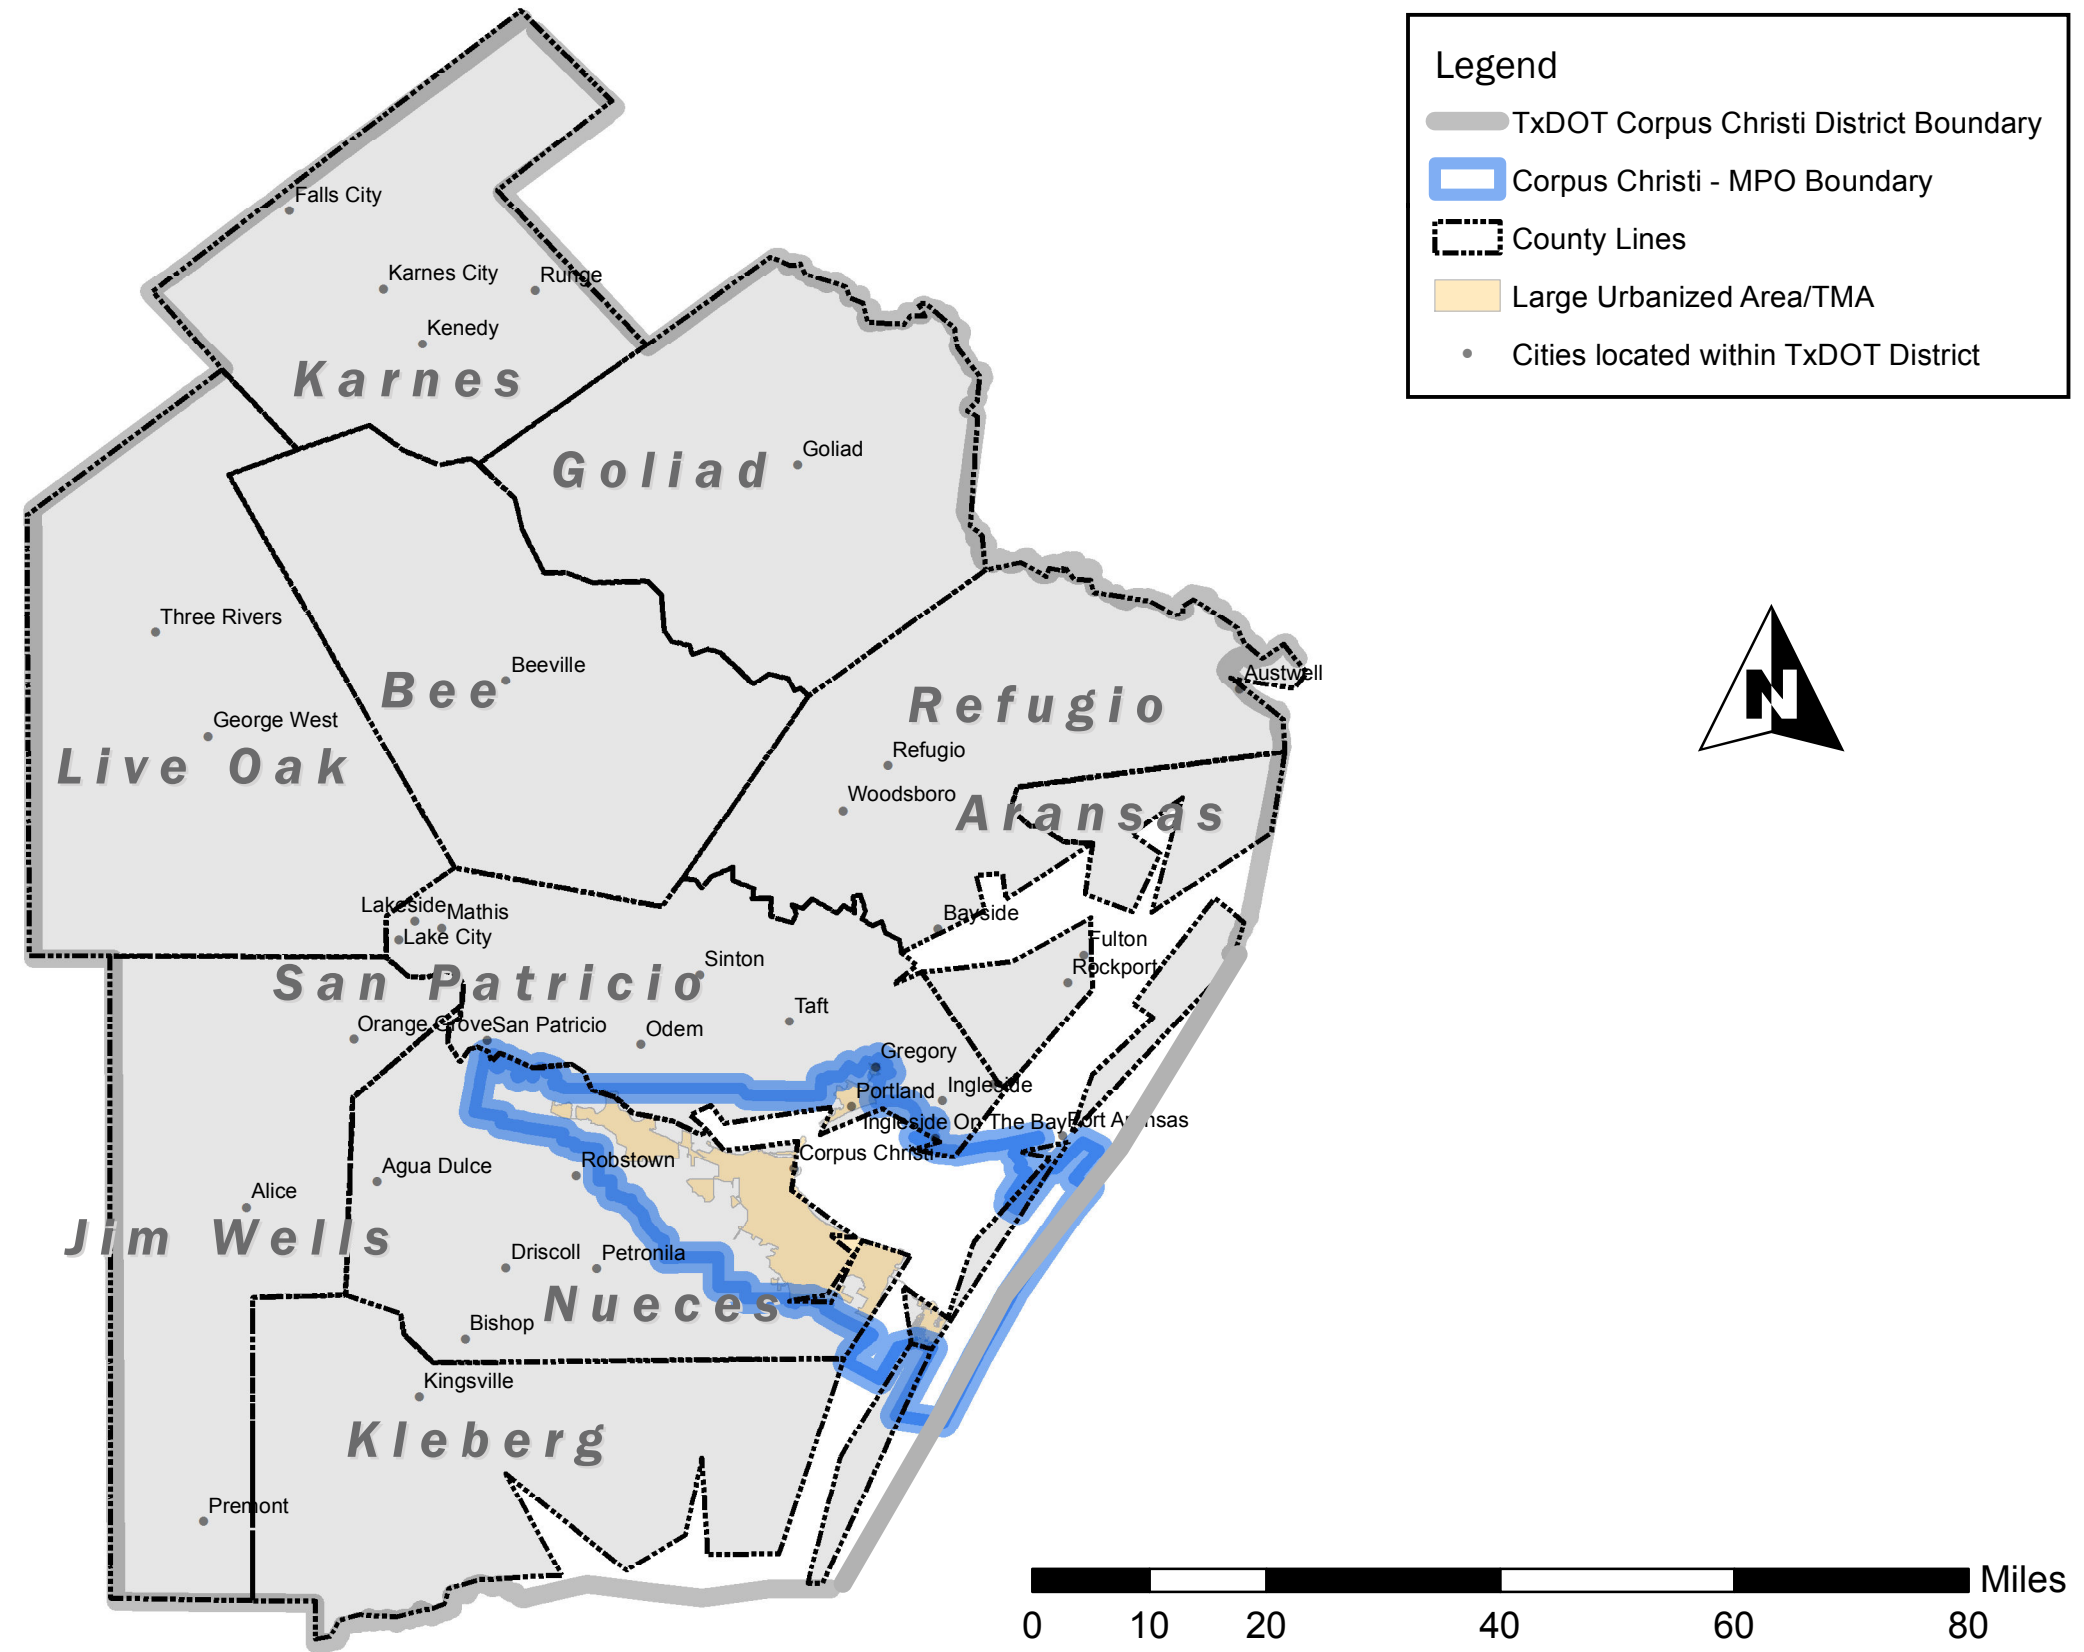 Legend
TxDOT Corpus Christi District Boundary
Corpus Christi - MPO Boundary
County Lines
Large Urbanized Area/TMA
Cities located within TxDOT District
Falls City
Karnes City
Runge
Kenedy
Karnes
Goliad
Goliad
Three Rivers
Beeville
Bee
Austwell
Refugio
George West
Refugio
Live Oak
Woodsboro
Aransas
N
Lakeside
Mathis
Bayside
Lake City
Fulton
Sinton
Rockport
San Patricio
Taft
Orange Grove
San Patricio
Odem
Gregory
Ingleside
Portland
Ingleside On The Bay
Port Aransas
Corpus Christi
Robstown
Agua Dulce
Alice
Jim Wells
Driscoll
Petronila
Nueces
Bishop
Kingsville
Kleberg
Premont
Miles
0 10 20 40 60 80